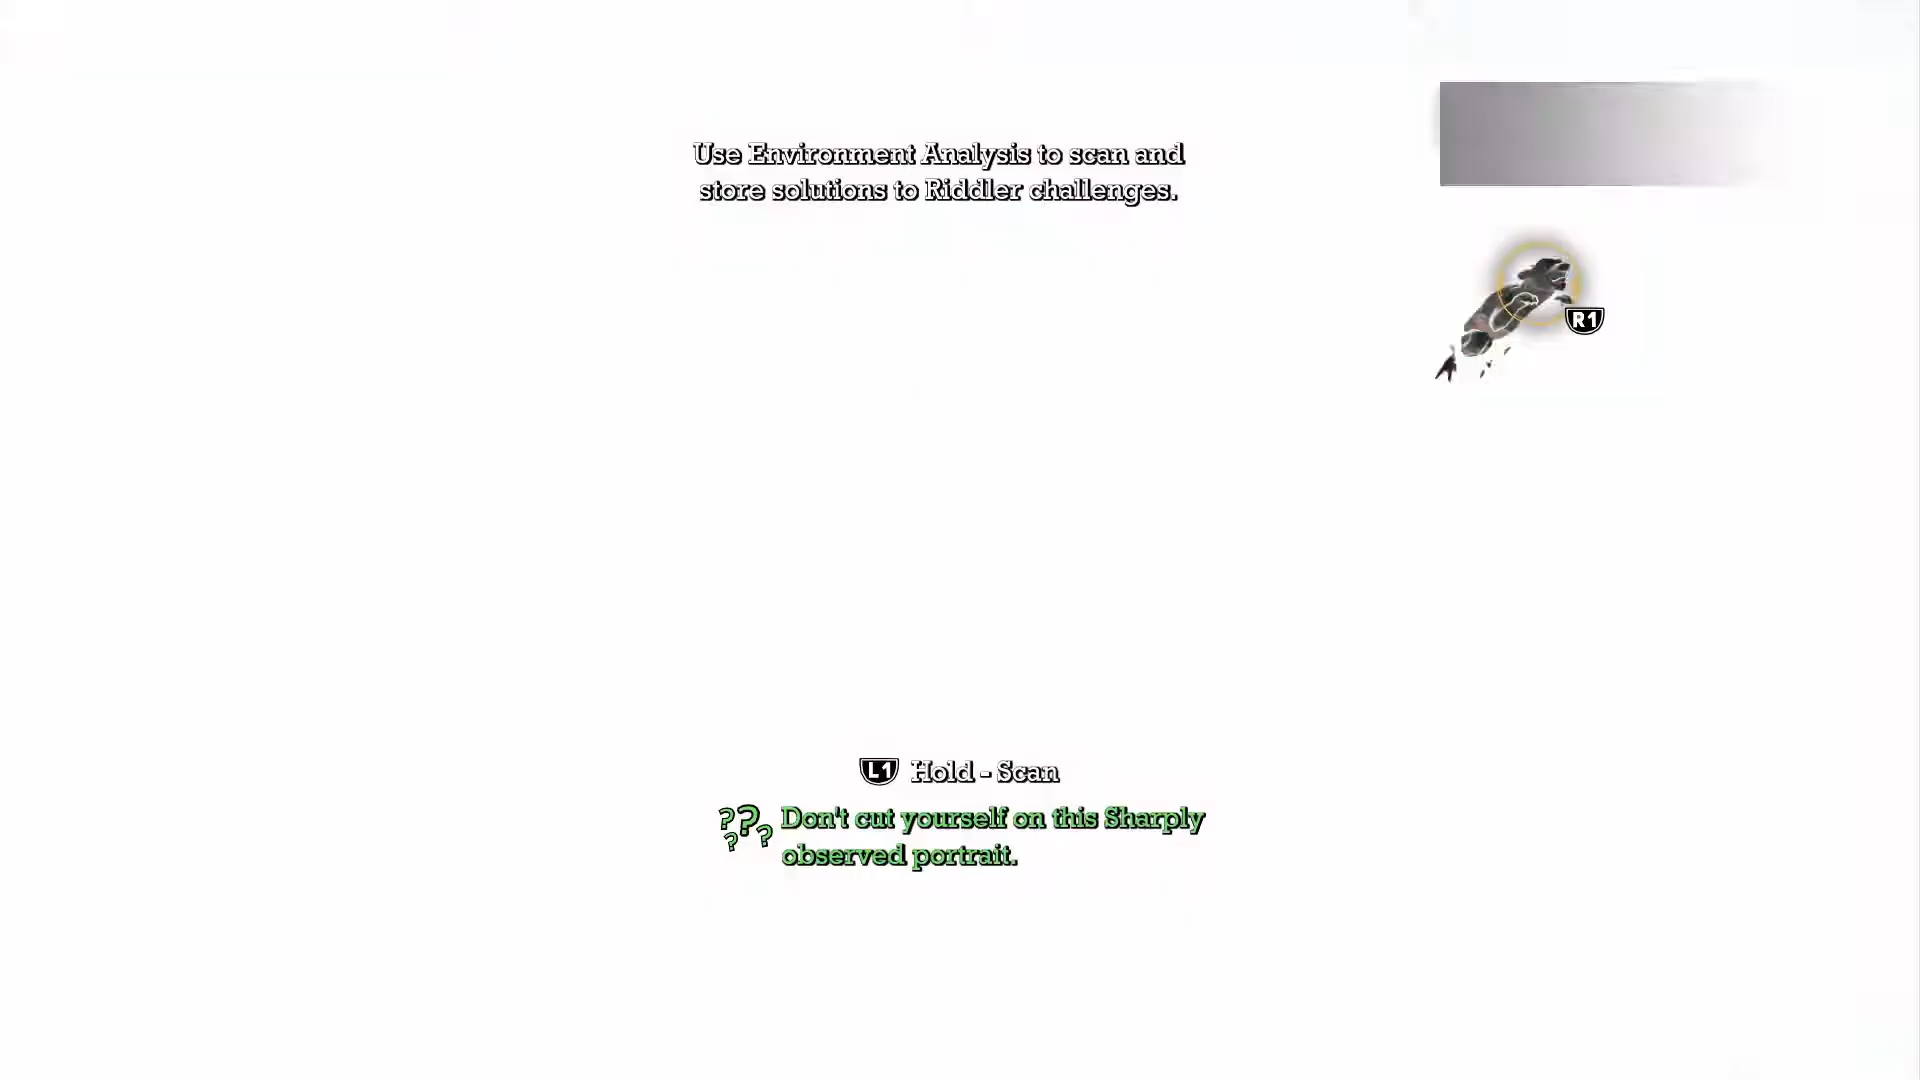 Use Environment Analysis to scan and
store solutions to Riddler challenges.
R1
L1 Hold - Scan
???? Don't cut yourself on this Sharply
observed portrait.